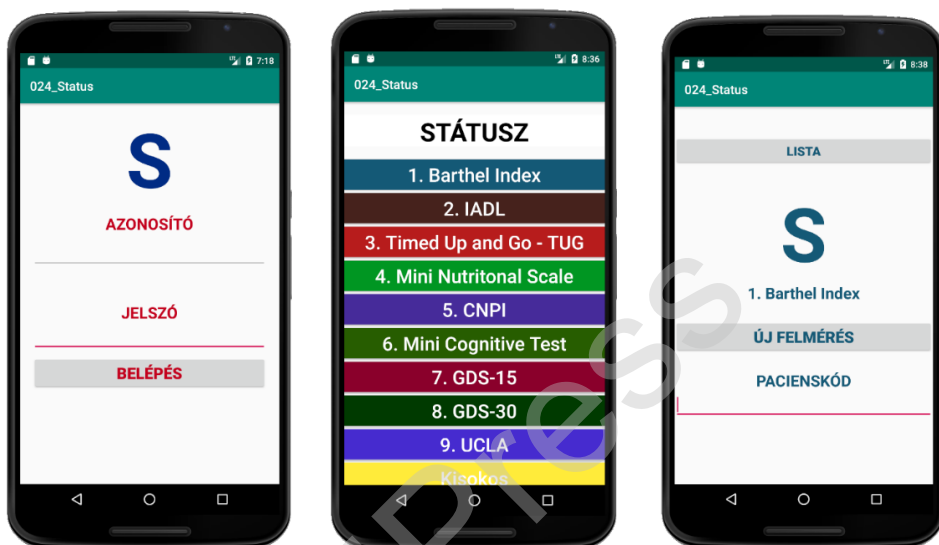 7:18
024_Status
S
AZONOSÍTÓ
JELSZÓ
BELÉPÉS
8:36
024_Status
STÁTUSZ
1. Barthel Index
2. IADL
3. Timed Up and Go - TUG
4. Mini Nutritonal Scale
5. CNPI
6. Mini Cognitive Test
7. GDS-15
8. GDS-30
9. UCLA
Kisokos
8:38
024_Status
LISTA
S
1. Barthel Index
ÚJ FELMÉRÉS
PACIENSKÓD
Press